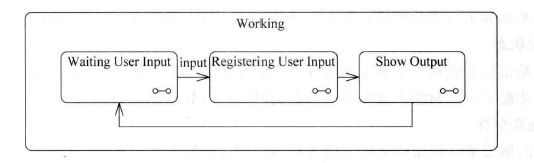 Working
Waiting User Input
input
Registering User Input
Show Output